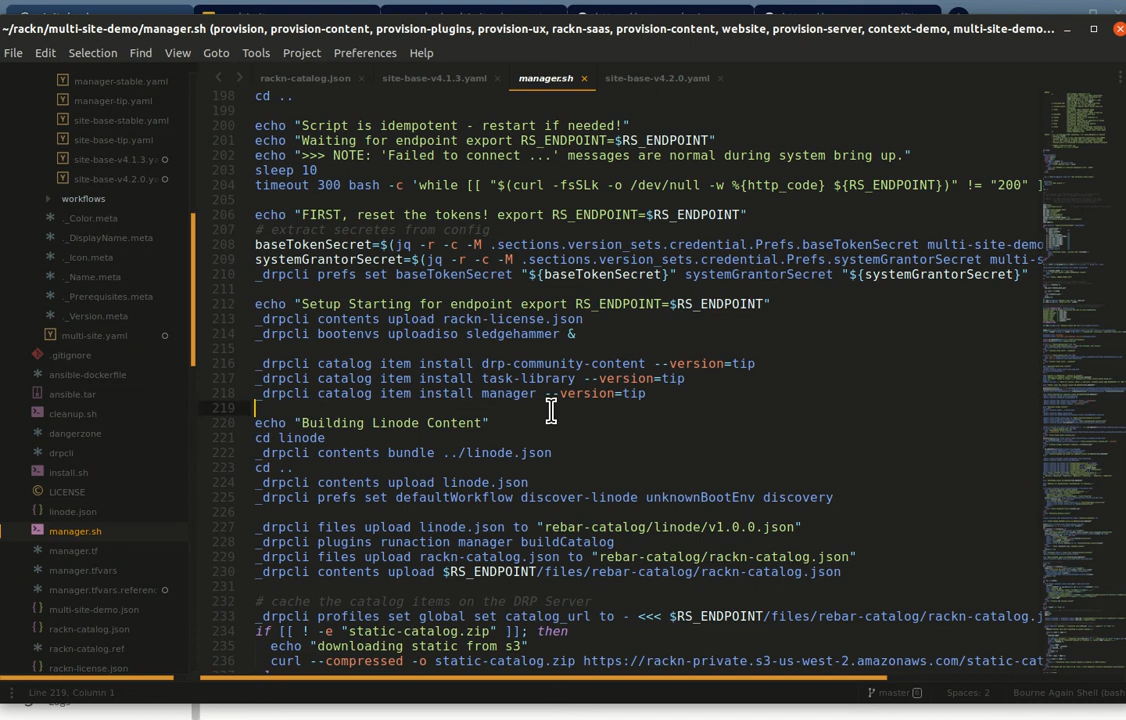 ~/rackn/multi-site-demo/manager.sh (provision, provision-content, provision-plugins, provision-ux, rackn-saas, provision-content, website, provision-server, context-demo, multi-site-demo...
File Edit Selection Find View Goto Tools Project Preferences Help
rackn-catalog.json
site-base-v4.1.3.yaml
manager.sh
site-base-v4.2.0.yaml
manager-stable.yaml
manager-tip.yaml
site-base-stable.yaml
site-base-tip.yaml
site-base-v4.1.3.y
site-base-v4.2.0.y
workflows
._Color.meta
._DisplayName.meta
._Icon.meta
._Name.meta
._Prerequisites.meta
._Version.meta
multi-site.yaml
.gitignore
ansible-dockerfile
ansible.tar
cleanup.sh
dangerzone
drpcli
install.sh
LICENSE
linode.json
manager.sh
manager.tf
manager.tfvars
manager.tfvars.referenc
multi-site-demo.json
rackn-catalog.json
rackn-catalog.ref
rackn-license.json
198 cd ..
199
200 echo "Script is idempotent - restart if needed!"
201 echo "Waiting for endpoint export RS_ENDPOINT=$RS_ENDPOINT"
202 echo ">>> NOTE: 'Failed to connect ...' messages are normal during system bring up."
203 sleep 10
204 timeout 300 bash -c 'while [[ "$(curl -fsSLk -o /dev/null -w %{http_code} ${RS_ENDPOINT})" != "200" ]
205
206 echo "FIRST, reset the tokens! export RS_ENDPOINT=$RS_ENDPOINT"
207 # extract secretes from config
208 baseTokenSecret=$(jq -r -c -M .sections.version_sets.credential.Prefs.baseTokenSecret multi-site-demo
209 systemGrantorSecret=$(jq -r -c -M .sections.version_sets.credential.Prefs.systemGrantorSecret multi-s
210 _drpcli prefs set baseTokenSecret "${baseTokenSecret}" systemGrantorSecret "${systemGrantorSecret}"
211
212 echo "Setup Starting for endpoint export RS_ENDPOINT=$RS_ENDPOINT"
213 _drpcli contents upload rackn-license.json
214 _drpcli bootenvs uploadiso sledgehammer &
215
216 _drpcli catalog item install drp-community-content --version=tip
217 _drpcli catalog item install task-library --version=tip
218 _drpcli catalog item install manager --version=tip
219
220 echo "Building Linode Content"
221 cd linode
222 _drpcli contents bundle ../linode.json
223 cd ..
224 _drpcli contents upload linode.json
225 _drpcli prefs set defaultWorkflow discover-linode unknownBootEnv discovery
226
227 _drpcli files upload linode.json to "rebar-catalog/linode/v1.0.0.json"
228 _drpcli plugins runaction manager buildCatalog
229 _drpcli files upload rackn-catalog.json to "rebar-catalog/rackn-catalog.json"
230 _drpcli contents upload $RS_ENDPOINT/files/rebar-catalog/rackn-catalog.json
231
232 # cache the catalog items on the DRP Server
233 _drpcli profiles set global set catalog_url to - <<< $RS_ENDPOINT/files/rebar-catalog/rackn-catalog.j
234 if [[ ! -e "static-catalog.zip" ]]; then
235 echo "downloading static from s3"
236 curl --compressed -o static-catalog.zip https://rackn-private.s3-us-west-2.amazonaws.com/static-cat
Line 219, Column 1
master 6
Spaces: 2
Bourne Again Shell (bash